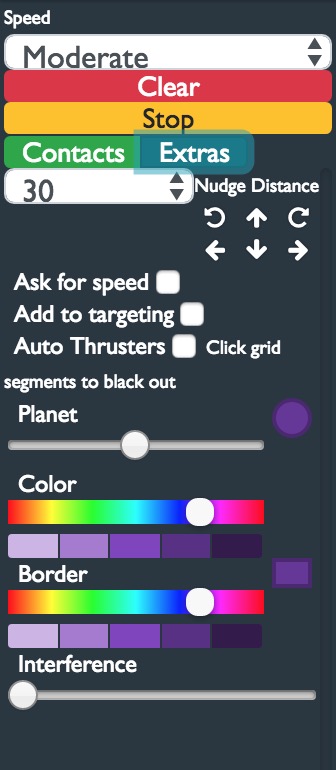 Speed
Moderate
Clear
Stop
Contacts Extras
30 Nudge Distance
Ask for speed
Add to targeting
Auto Thrusters Click grid
segments to black out
Planet
Color
Border
Interference